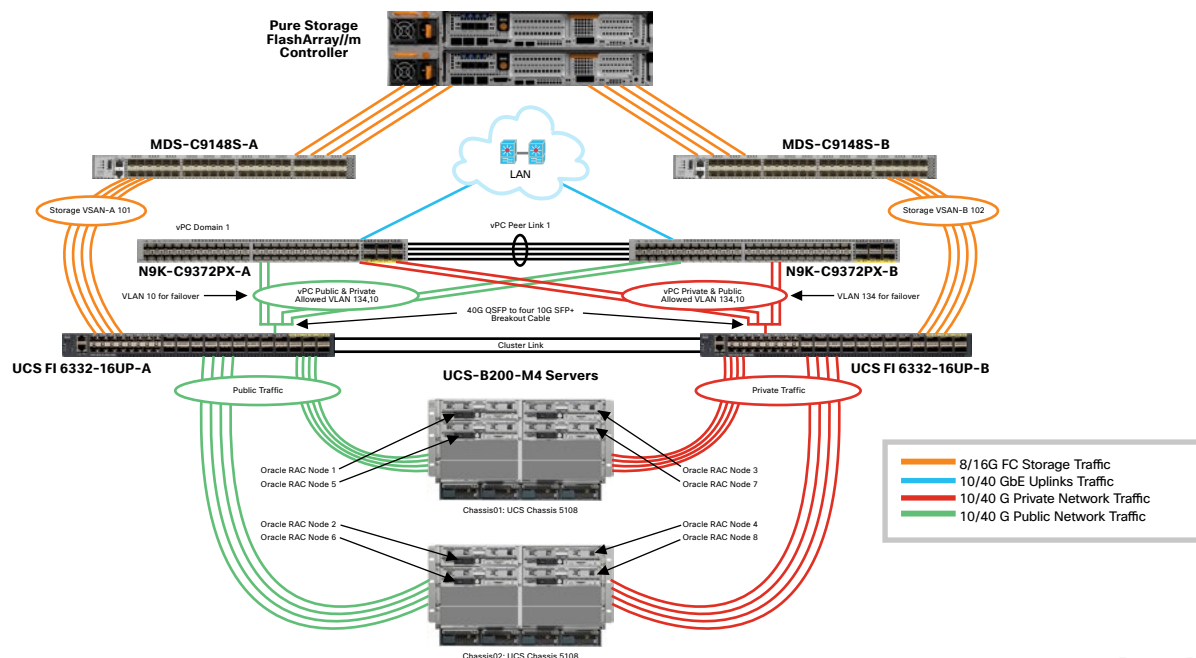 Pure Storage
FlashArray//m
Controller
MDS-C9148S-A
MDS-C9148S-B
LAN
Storage VSAN-A 101
Storage VSAN-B 102
vPC Domain 1
vPC Peer Link 1
N9K-C9372PX-A
N9K-C9372PX-B
VLAN 10 for failover
vPC Public & Private
Allowed VLAN 134,10
vPC Private & Public
Allowed VLAN 134,10
VLAN 134 for failover
40G QSFP to four 10G SFP+
Breakout Cable
Cluster Link
UCS FI 6332-16UP-A
UCS-B200-M4 Servers
UCS FI 6332-16UP-B
Public Traffic
Private Traffic
Oracle RAC Node 1
Oracle RAC Node 5
Oracle RAC Node 3
Oracle RAC Node 7
Chassis01: UCS Chassis 5108
8/16G FC Storage Traffic
10/40 GbE Uplinks Traffic
10/40 G Private Network Traffic
10/40 G Public Network Traffic
Oracle RAC Node 2
Oracle RAC Node 6
Oracle RAC Node 4
Oracle RAC Node 8
Chassis02: UCS Chassis 5108